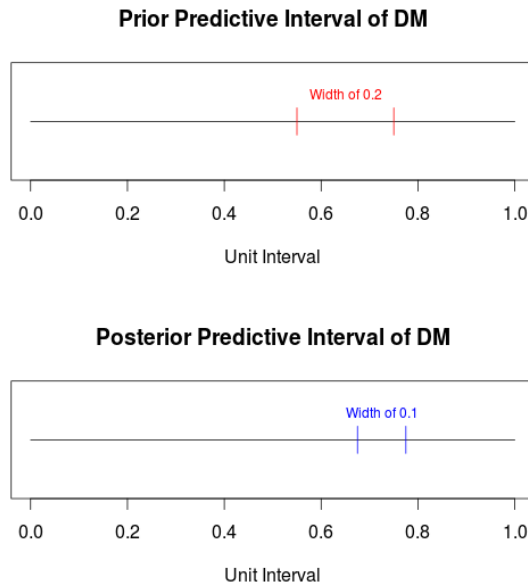 Prior Predictive Interval of DM
Width of 0.2
0.0 0.2 0.4 0.6 0.8 1.0
Unit Interval
Posterior Predictive Interval of DM
Width of 0.1
0.0 0.2 0.4 0.6 0.8 1.0
Unit Interval